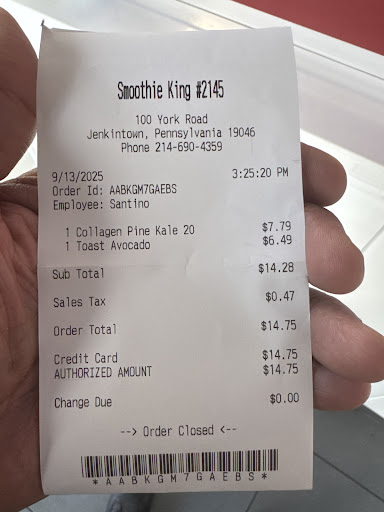 Smoothie King #2145
100 York Road
Jenkintown, Pennsylvania 19046
Phone 214-690-4359
9/13/2025 3:25:20 PM
Order Id: AABKGM7GAEBS
Employee: Santino
1 Collagen Pine Kale 20 $7.79
1 Toast Avocado $6.49
Sub Total $14.28
Sales Tax $0.47
Order Total $14.75
Credit Card $14.75
AUTHORIZED AMOUNT $14.75
Change Due $0.00
--> Order Closed <--
*AABKGM7GAEBS*